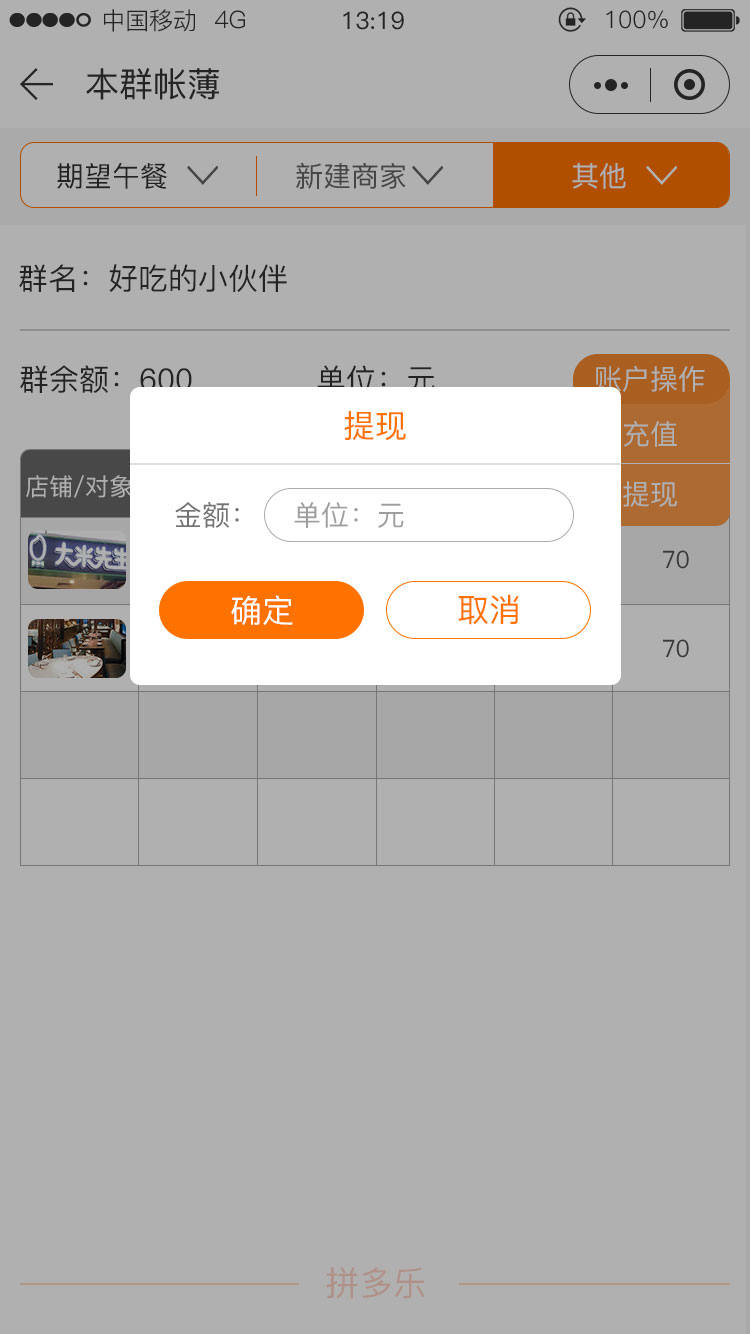 中国移动 4G 13:19 100%
本群帐薄
期望午餐 新建商家 其他
群名：好吃的小伙伴
群余额：600 单位：元 账户操作
充值
提现
店铺/对象
大米先生
70
70
提现
金额： 单位：元
确定 取消
拼多乐